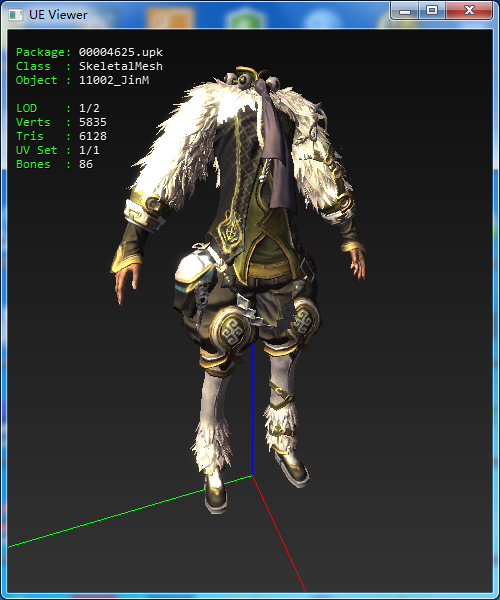 UE Viewer
Package: 00004625.upk
Class : SkeletalMesh
Object : 11002_JinM
LOD : 1/2
Verts : 5835
Tris : 6128
UV Set : 1/1
Bones : 86